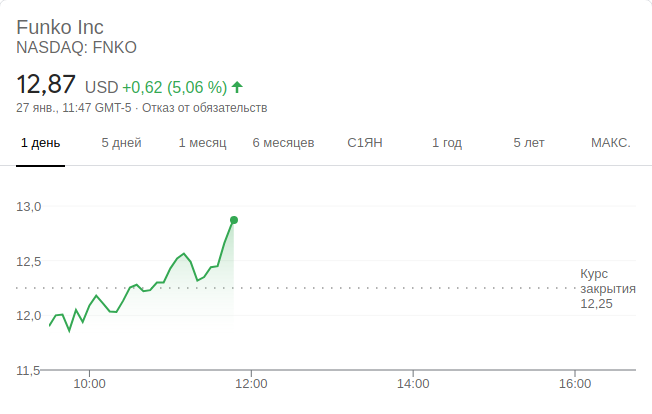 Funko Inc
NASDAQ: FNKO
12,87 USD +0,62 (5,06 %)
27 янв., 11:47 GMT-5 · Отказ от обязательств
1 день 5 дней 1 месяц 6 месяцев С1ЯН 1 год 5 лет МАКС.
13,0
12,5
Курс
закрытия
12,25
12,0
11,5
10:00 12:00 14:00 16:00